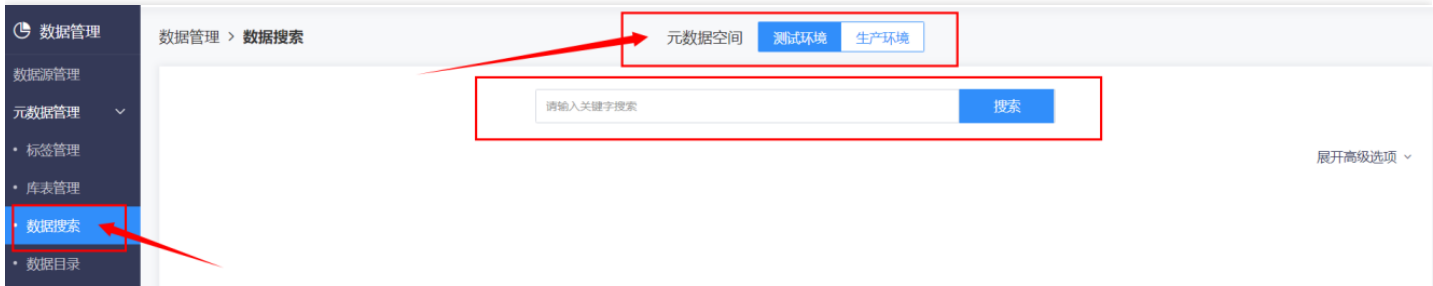 数据管理
数据管理 > 数据搜索
元数据空间 测试环境 生产环境
数据源管理
元数据管理
请输入关键字搜索 搜索
• 标签管理
展开高级选项
• 库表管理
• 数据搜索
• 数据目录